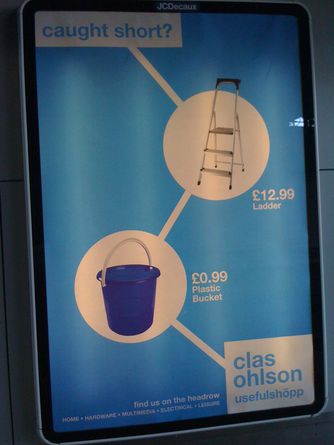 JCDecaux
caught short?
£12.99
Ladder
£0.99
Plastic
Bucket
clas
ohlson
usefulshöpp
find us on the headrow
HOME • HARDWARE • MULTIMEDIA • ELECTRICAL • LEISURE